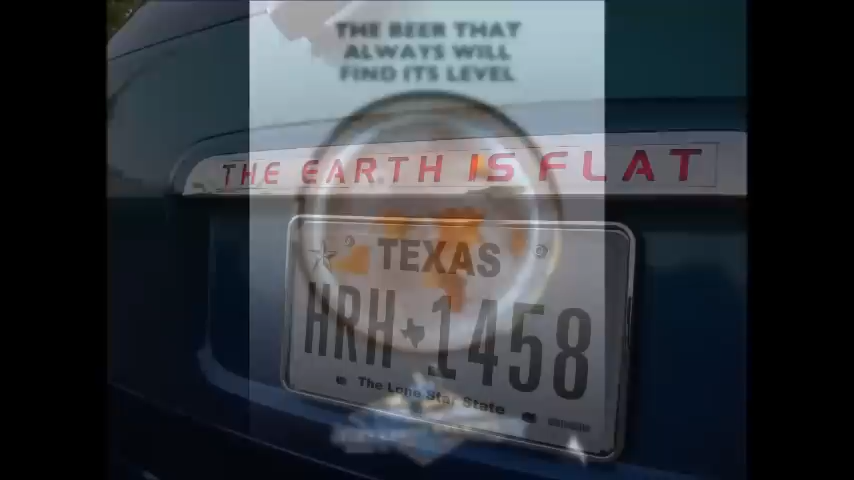 THE BEER THAT
ALWAYS WILL
FIND ITS LEVEL
THE EARTH IS FLAT
TEXAS
HRH 1458
The Lone Star State